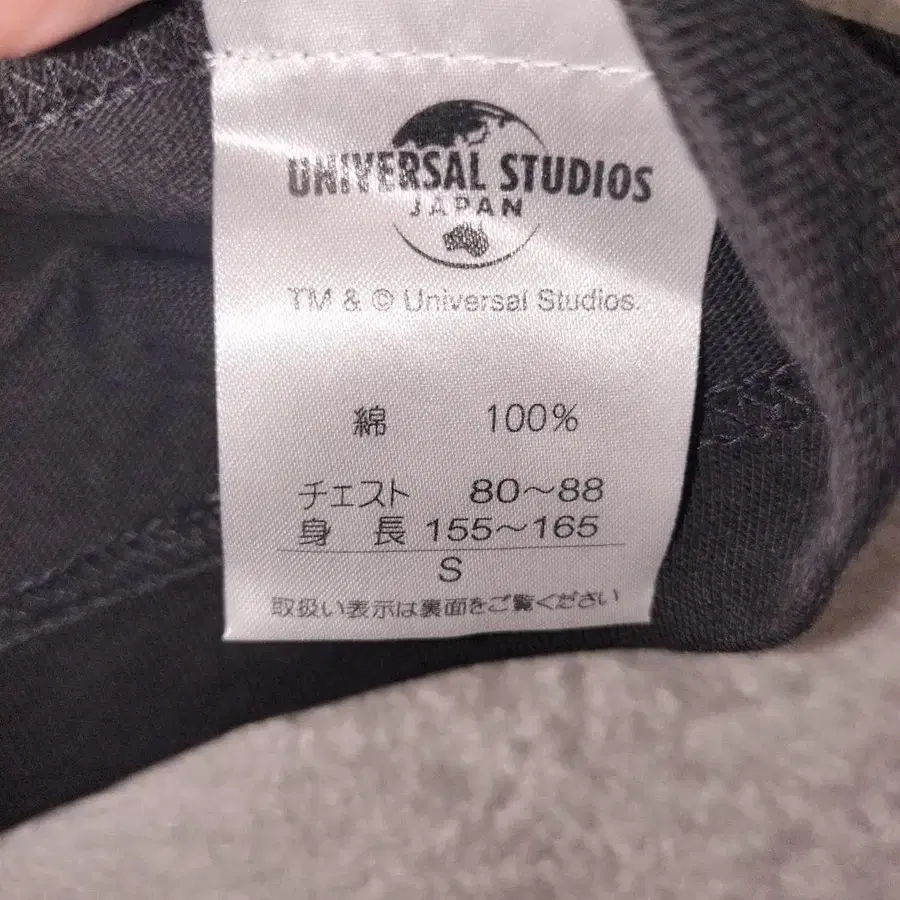 UNIVERSAL STUDIOS
JAPAN
TM & © Universal Studios.
綿 100%
チェスト 80〜88
身長 155〜165
S
取扱い表示は裏面をご覧ください